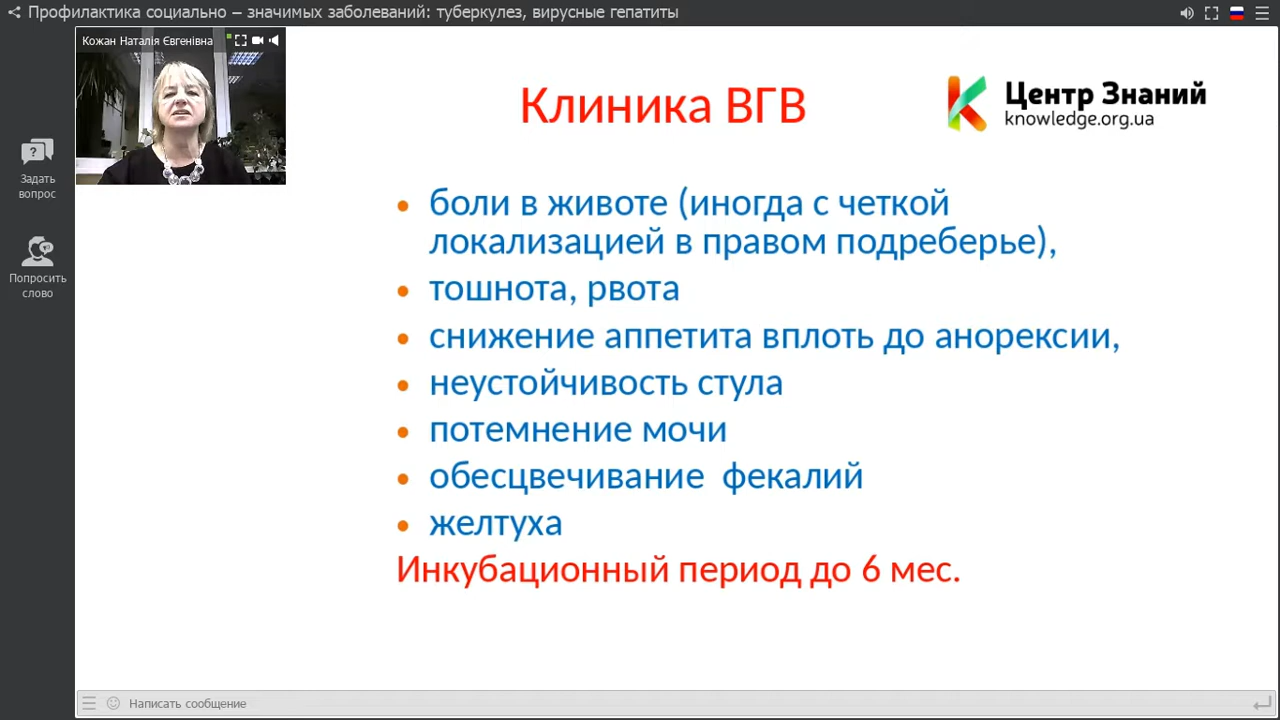 Профилактика социально – значимых заболеваний: туберкулез, вирусные гепатиты
Кожан Наталія Євгенівна
Задать
вопрос
Попросить
слово
Клиника ВГВ
Центр Знаний
knowledge.org.ua
• боли в животе (иногда с четкой
локализацией в правом подреберье),
• тошнота, рвота
• снижение аппетита вплоть до анорексии,
• неустойчивость стула
• потемнение мочи
• обесцвечивание фекалий
• желтуха
Инкубационный период до 6 мес.
Написать сообщение